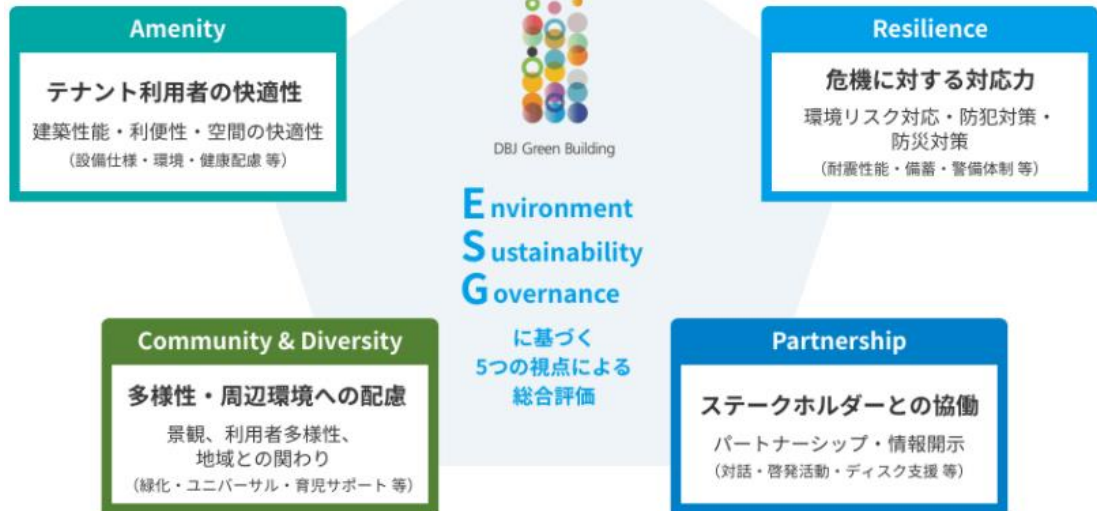 Amenity
テナント利用者の快適性
建築性能・利便性・空間の快適性
（設備仕様・環境・健康配慮 等）
Resilience
危機に対する対応力
環境リスク対応・防犯対策・
防災対策
（耐震性能・備蓄・警備体制 等）
DBJ Green Building
Environment
Sustainability
Governance
に基づく
5つの視点による
総合評価
Community & Diversity
多様性・周辺環境への配慮
景観、利用者多様性、
地域との関わり
（緑化・ユニバーサル・育児サポート 等）
Partnership
ステークホルダーとの協働
パートナーシップ・情報開示
（対話・啓発活動・ディスク支援 等）